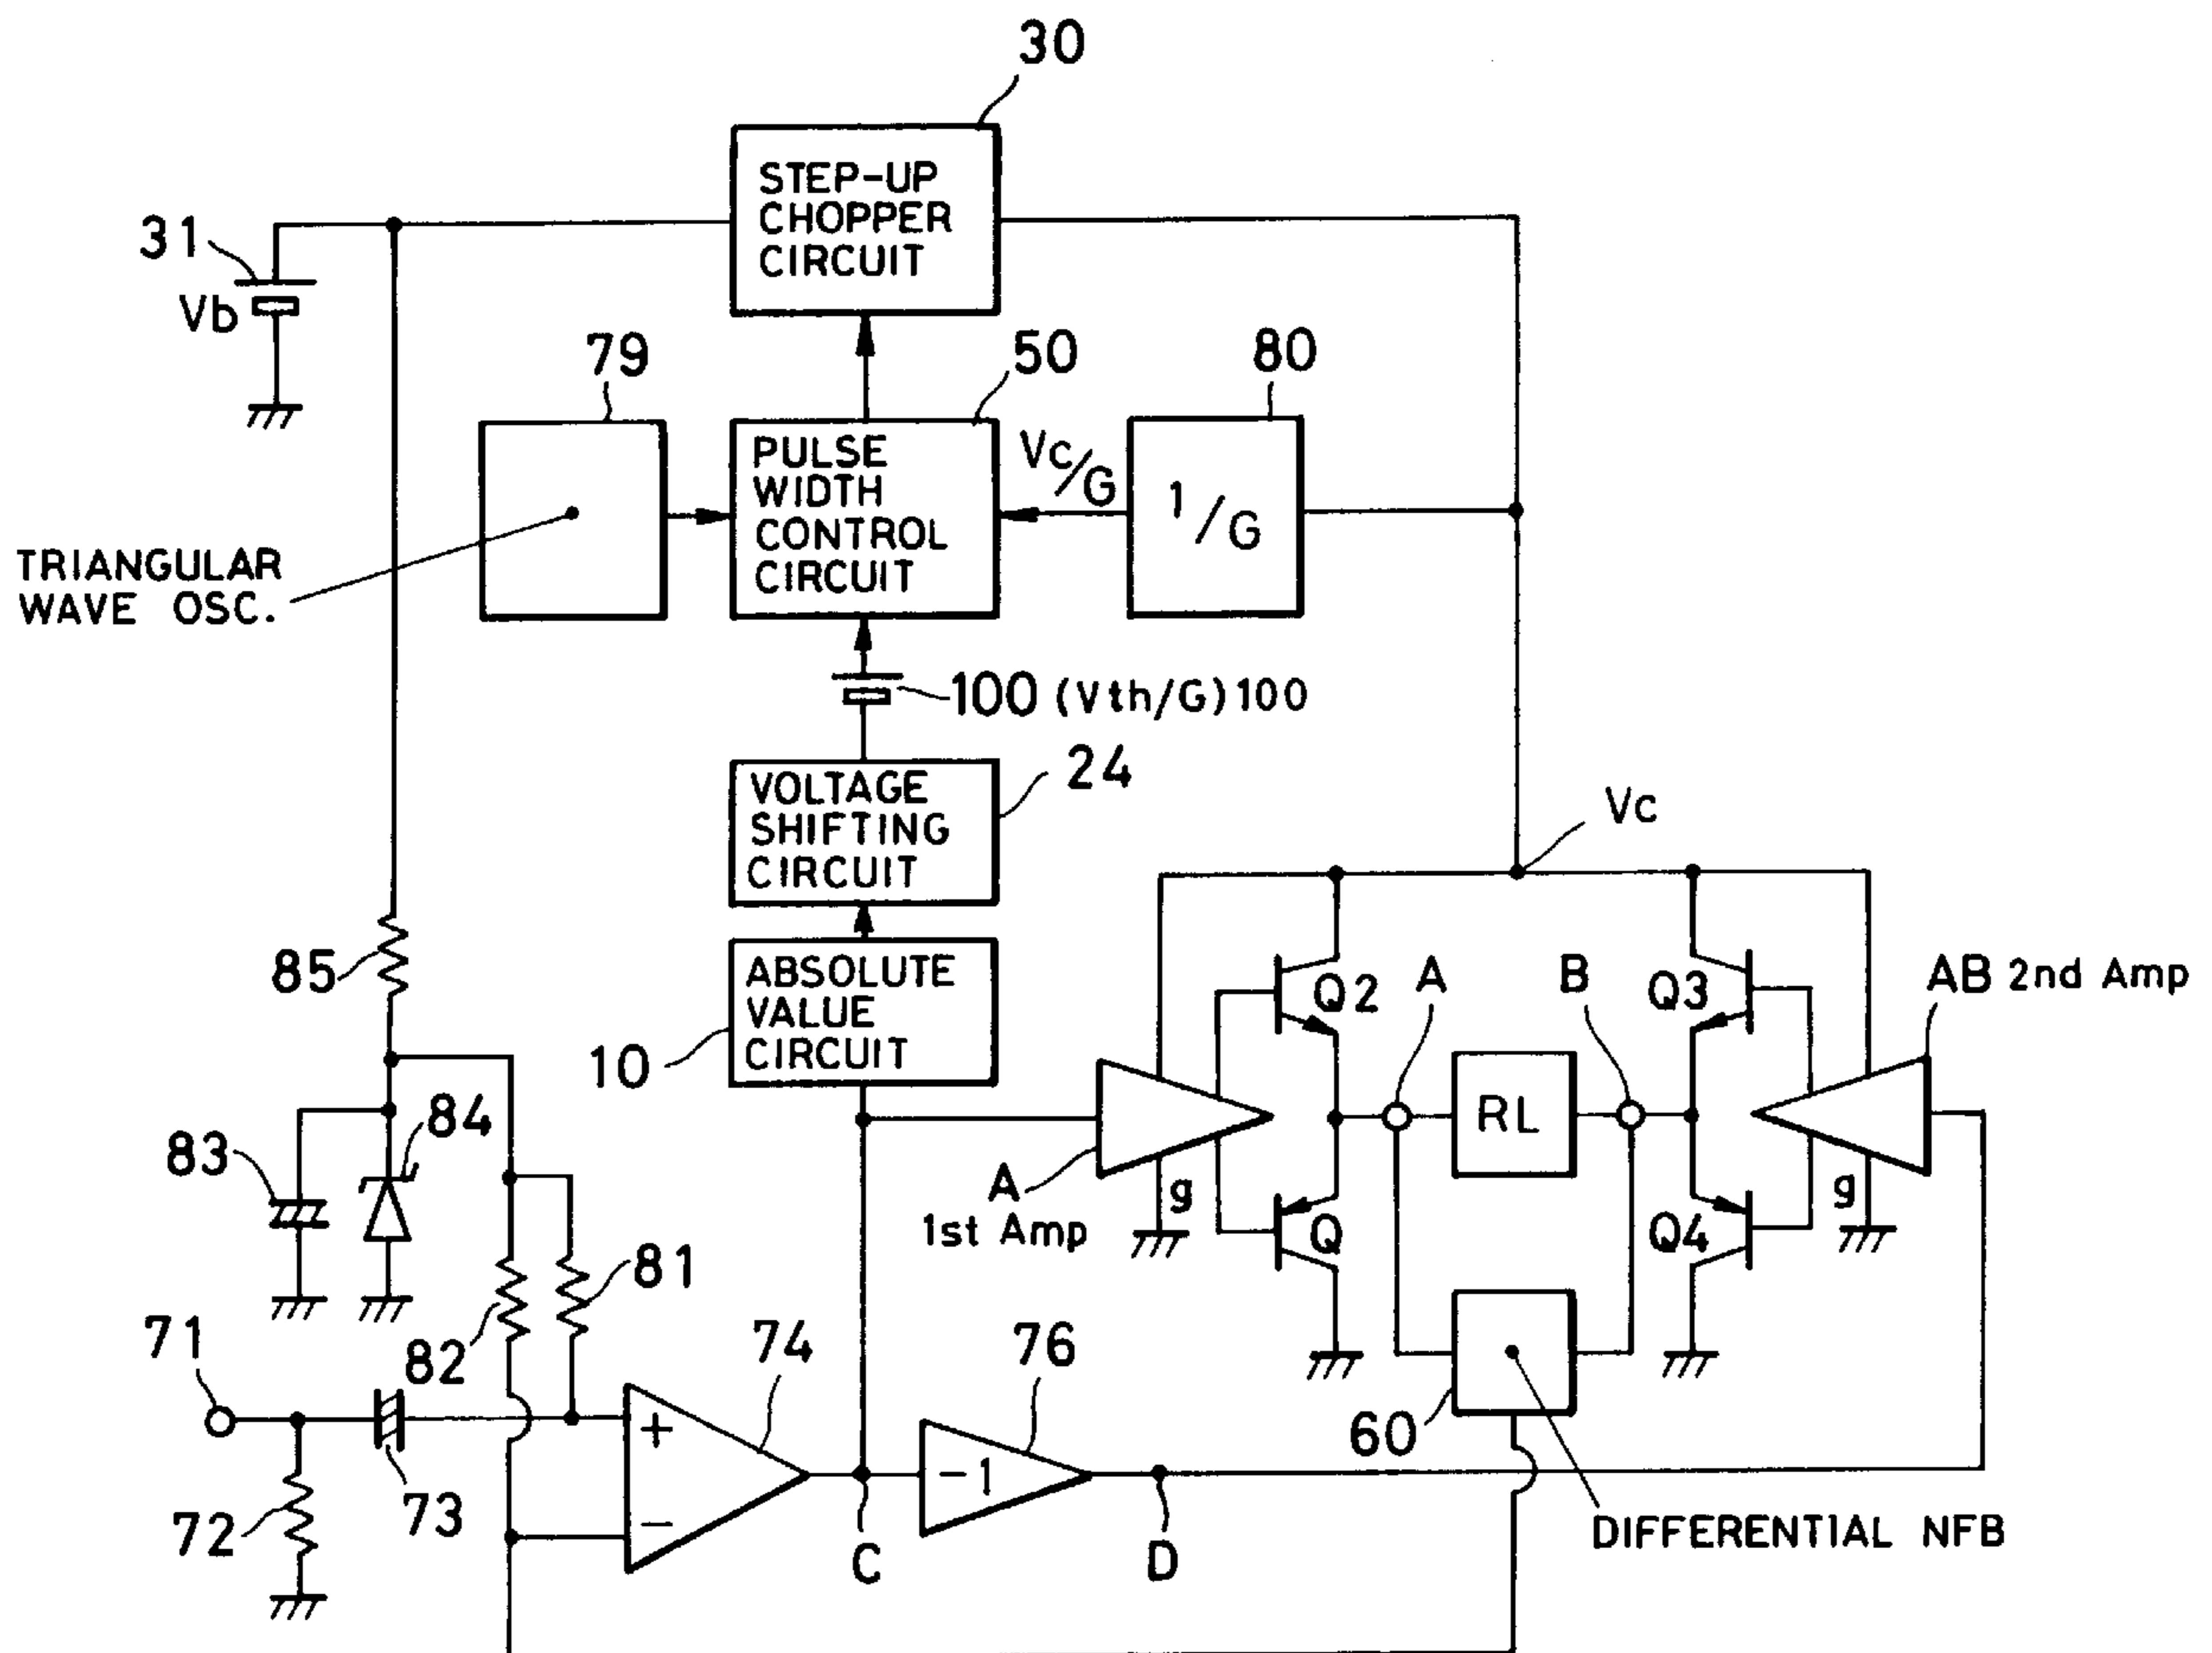 30
STEP-UP
CHOPPER
CIRCUIT
31
Vb
79
50
80
PULSE
WIDTH
CONTROL
CIRCUIT
Vc/G
1/G
TRIANGULAR
WAVE OSC.
100 (Vth/G) 100
VOLTAGE
SHIFTING
CIRCUIT
24
Vc
85
ABSOLUTE
VALUE
CIRCUIT
10
Q2
A
B
Q3
AB 2nd Amp
84
83
RL
A
1st Amp
g
Q
Q4
g
81
82
71
74
76
60
+
-
-1
72
73
C
D
DIFFERENTIAL NFB